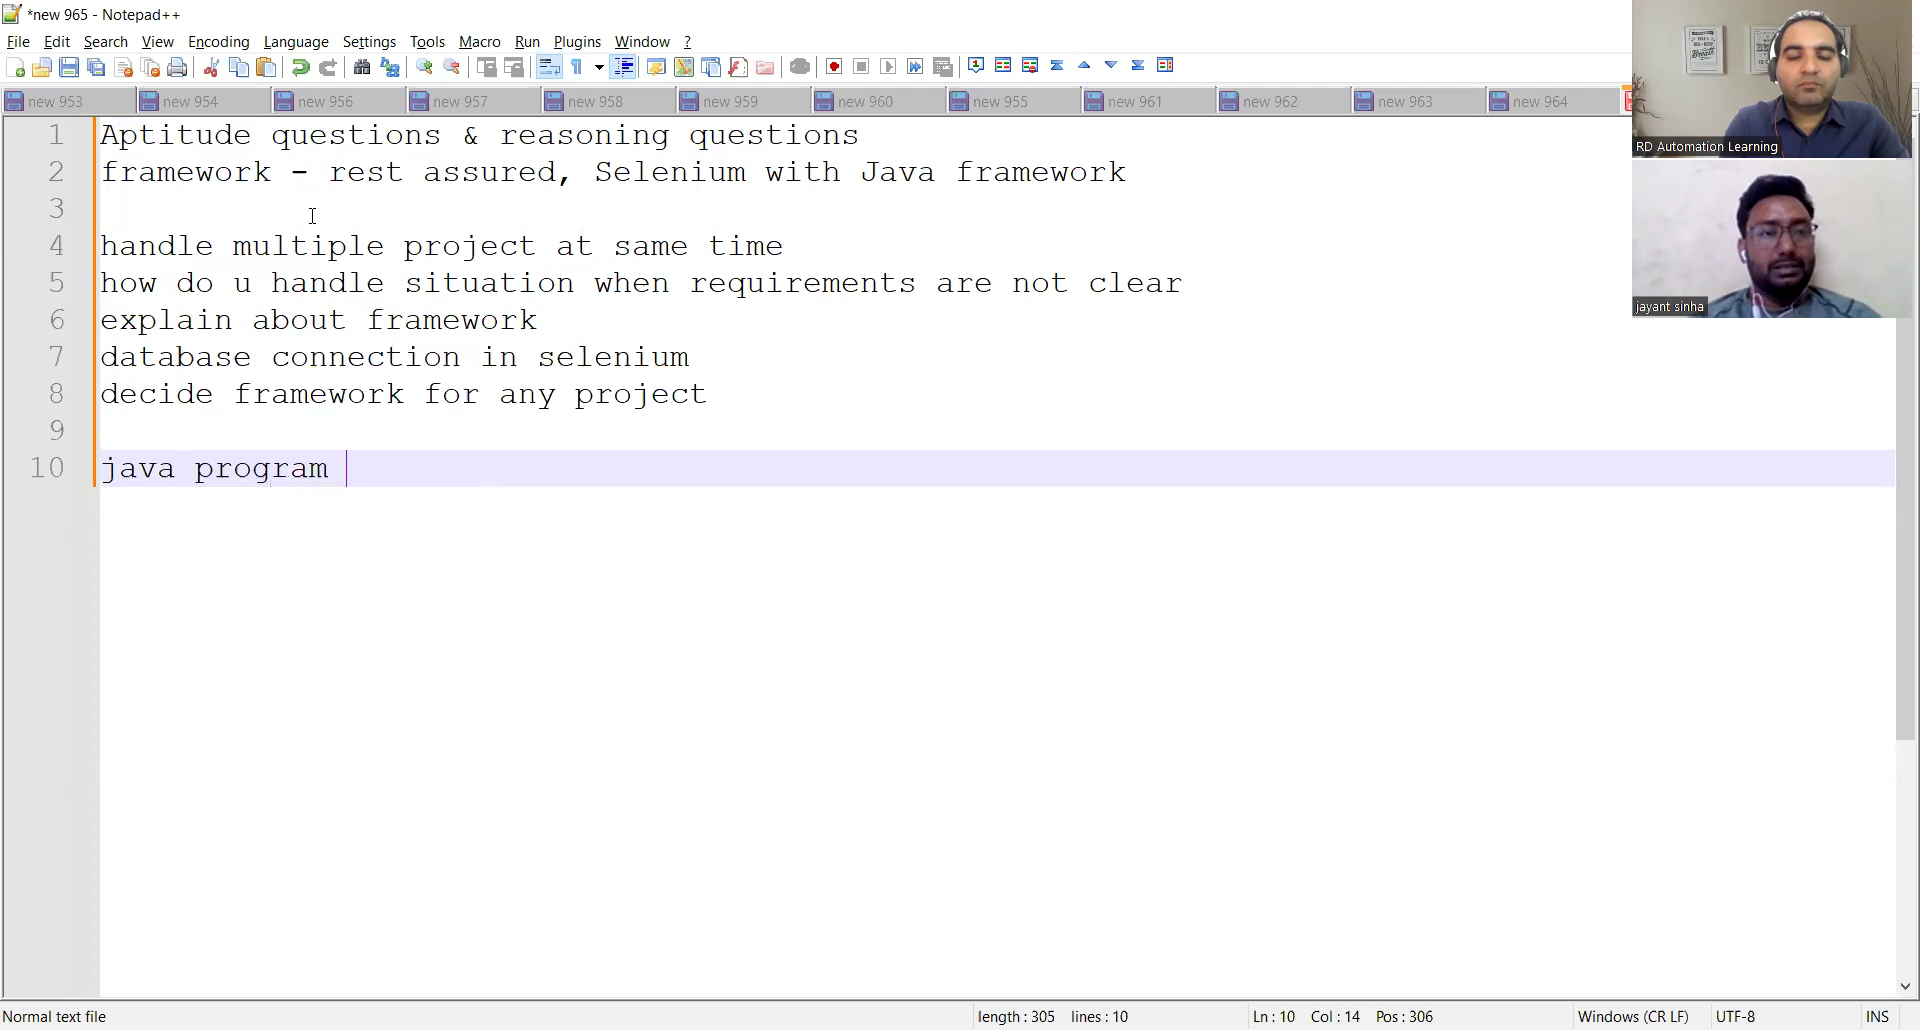 *new 965 - Notepad++
File Edit Search View Encoding Language Settings Tools Macro Run Plugins Window ?
new 953 new 954 new 956 new 957 new 958 new 959 new 960 new 955 new 961 new 962 new 963 new 964
1 Aptitude questions & reasoning questions
2 framework - rest assured, Selenium with Java framework
3
4 handle multiple project at same time
5 how do u handle situation when requirements are not clear
6 explain about framework
7 database connection in selenium
8 decide framework for any project
9
10 java program
RD Automation Learning
jayant sinha
Normal text file length : 305 lines : 10 Ln : 10 Col : 14 Pos : 306 Windows (CR LF) UTF-8 INS